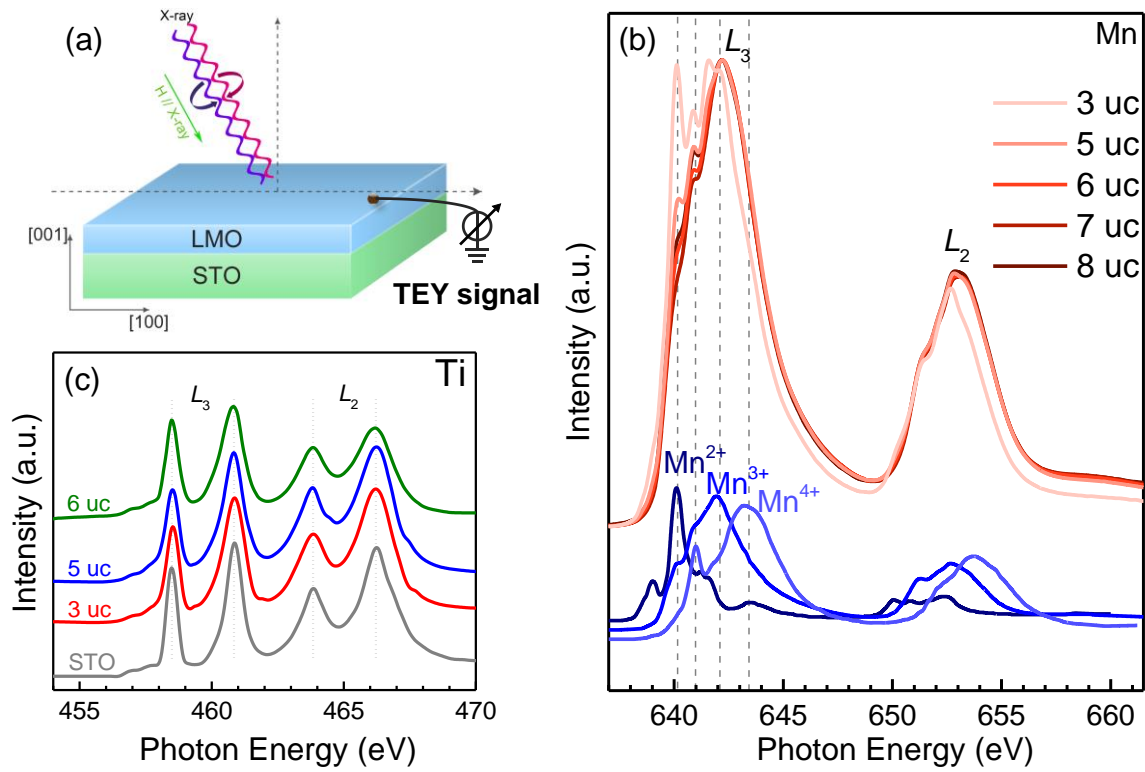 (a)
X-ray
H // X-ray
LMO
STO
[001]
[100]
TEY signal
(b)
Mn
L3
L2
3 uc
5 uc
6 uc
7 uc
8 uc
Mn2+
Mn3+
Mn4+
Intensity (a.u.)
640 645 650 655 660
Photon Energy (eV)
(c)
Ti
L3
L2
6 uc
5 uc
3 uc
STO
Intensity (a.u.)
455 460 465 470
Photon Energy (eV)